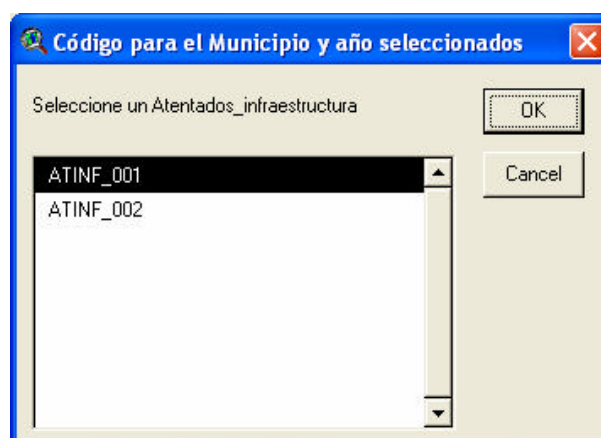 Código para el Municipio y año seleccionados
Seleccione un Atentados_infraestructura
OK
ATINF_001
Cancel
ATINF_002